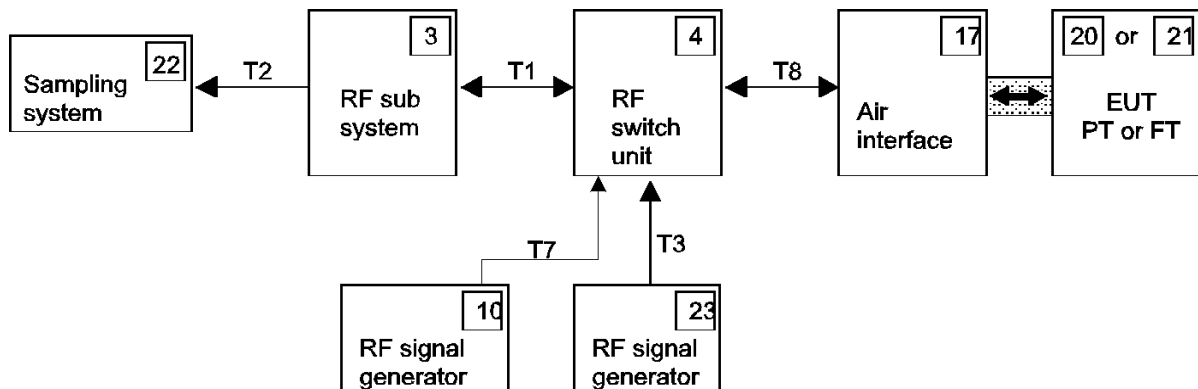 3
4
17
20 or 21
22
Sampling
system
T2
RF sub
system
T1
RF
switch
unit
T8
Air
interface
EUT
PT or FT
T7
T3
10
RF signal
generator
23
RF signal
generator